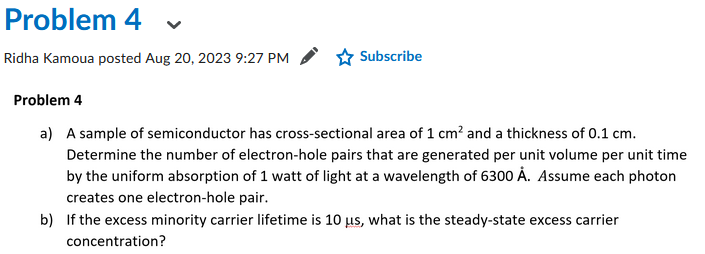 Problem 4
Ridha Kamoua posted Aug 20, 2023 9:27 PM Subscribe
Problem 4
a) A sample of semiconductor has cross-sectional area of 1 cm² and a thickness of 0.1 cm.
Determine the number of electron-hole pairs that are generated per unit volume per unit time
by the uniform absorption of 1 watt of light at a wavelength of 6300 Å. Assume each photon
creates one electron-hole pair.
b) If the excess minority carrier lifetime is 10 μs, what is the steady-state excess carrier
concentration?